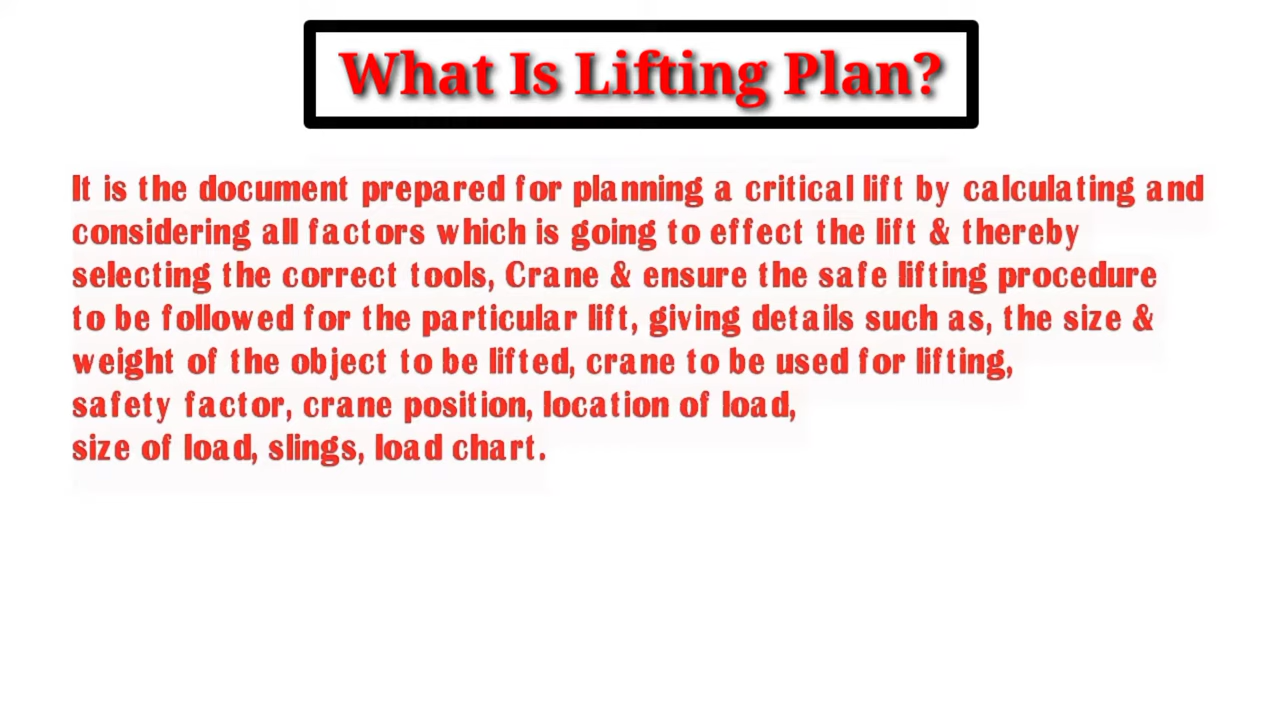 What Is Lifting Plan?
It is the document prepared for planning a critical lift by calculating and
considering all factors which is going to effect the lift & thereby
selecting the correct tools, Crane & ensure the safe lifting procedure
to be followed for the particular lift, giving details such as, the size &
weight of the object to be lifted, crane to be used for lifting,
safety factor, crane position, location of load,
size of load, slings, load chart.